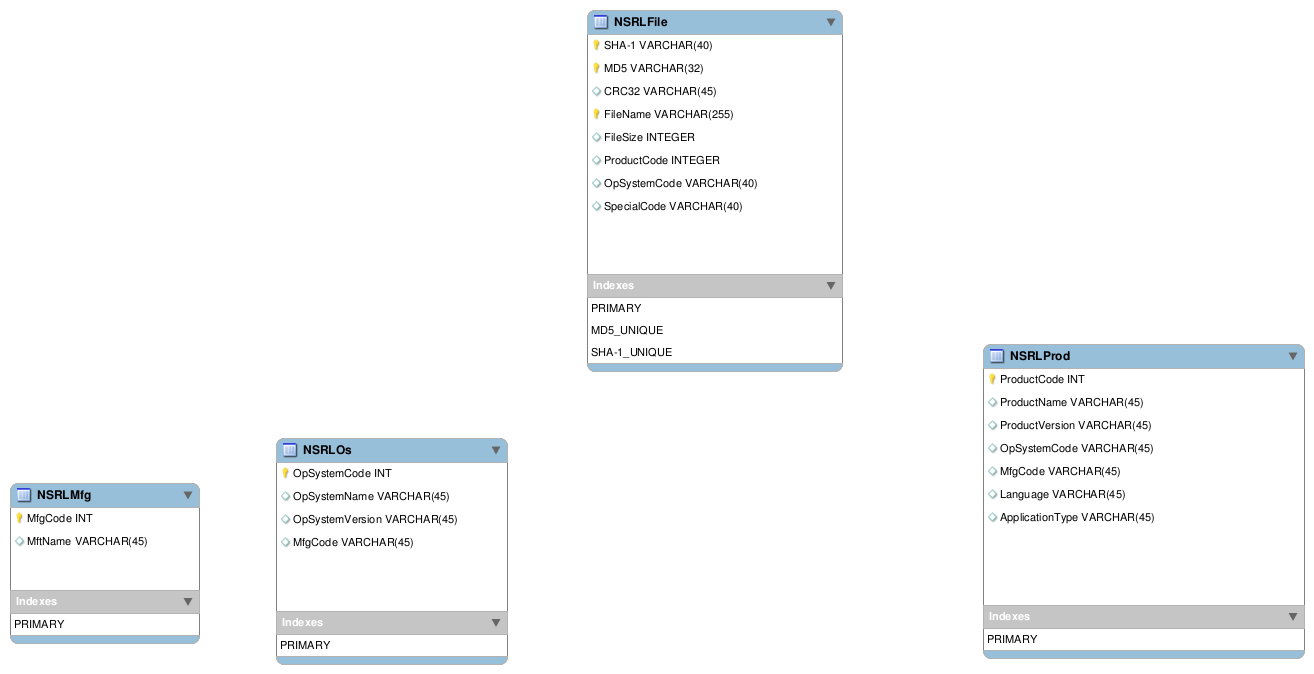 NSRLFile
SHA-1 VARCHAR(40)
MD5 VARCHAR(32)
CRC32 VARCHAR(45)
FileName VARCHAR(255)
FileSize INTEGER
ProductCode INTEGER
OpSystemCode VARCHAR(40)
SpecialCode VARCHAR(40)
Indexes
PRIMARY
MD5_UNIQUE
SHA-1_UNIQUE
NSRLProd
ProductCode INT
ProductName VARCHAR(45)
ProductVersion VARCHAR(45)
OpSystemCode VARCHAR(45)
MfgCode VARCHAR(45)
Language VARCHAR(45)
ApplicationType VARCHAR(45)
Indexes
PRIMARY
NSRLOs
OpSystemCode INT
OpSystemName VARCHAR(45)
OpSystemVersion VARCHAR(45)
MfgCode VARCHAR(45)
Indexes
PRIMARY
NSRLMfg
MfgCode INT
MftName VARCHAR(45)
Indexes
PRIMARY